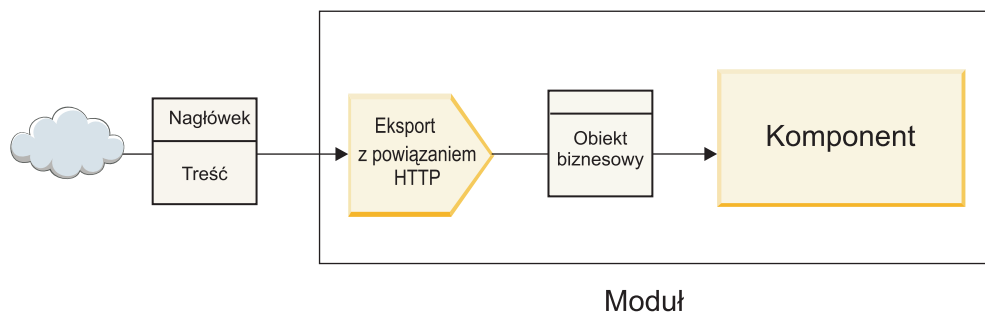 Nagłówek
Treść
Eksport
z powiązaniem
HTTP
Obiekt
biznesowy
Komponent
Moduł